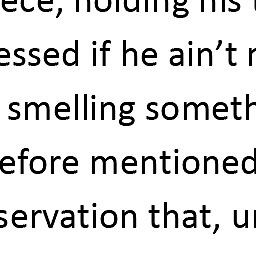 ece, holding his
essed if he ain't
smelling someth
efore mentioned
servation that, u